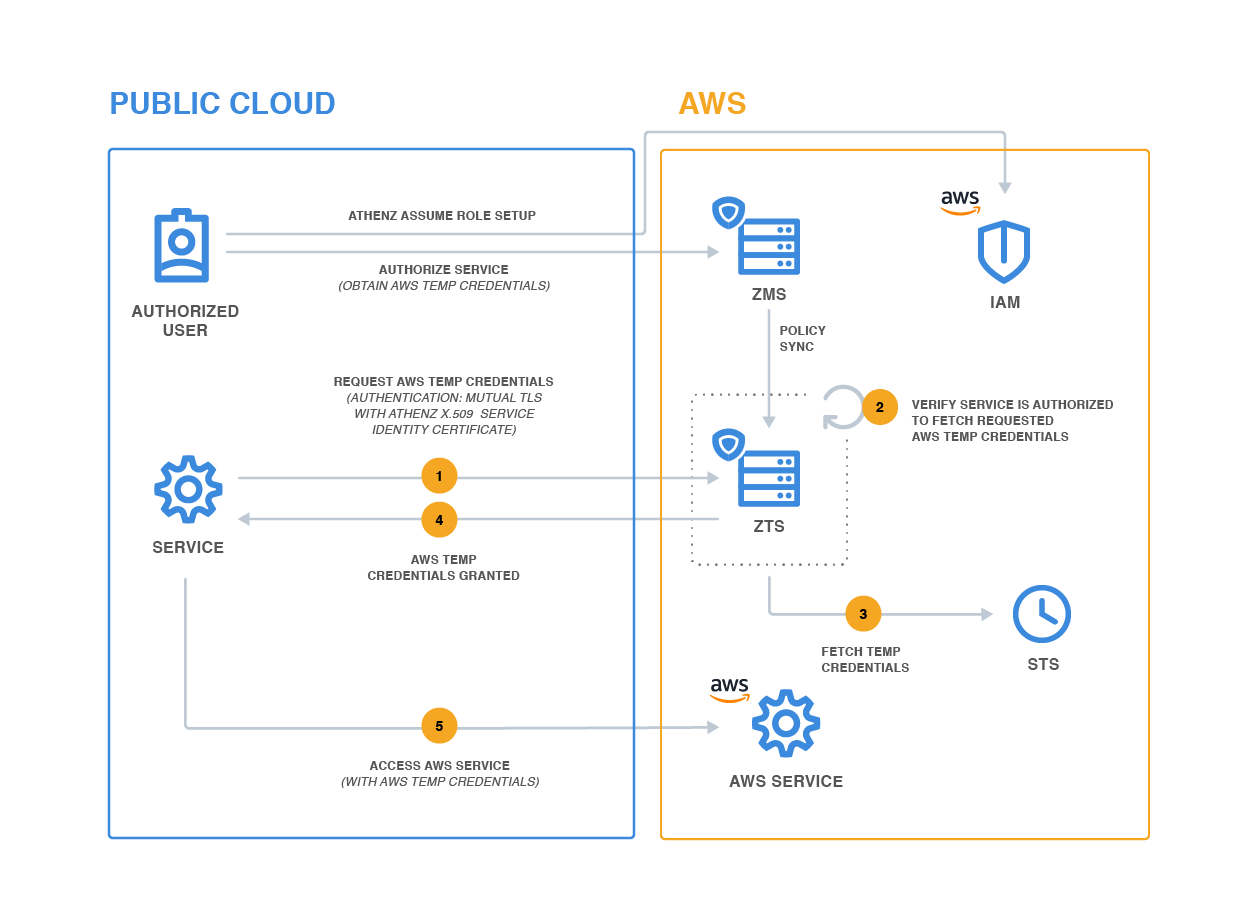 PUBLIC CLOUD
AWS
ATHENZ ASSUME ROLE SETUP
AUTHORIZE SERVICE
(OBTAIN AWS TEMP CREDENTIALS)
AUTHORIZED
USER
ZMS
aws
IAM
POLICY
SYNC
REQUEST AWS TEMP CREDENTIALS
(AUTHENTICATION: MUTUAL TLS
WITH ATHENZ X.509 SERVICE
IDENTITY CERTIFICATE)
2
VERIFY SERVICE IS AUTHORIZED
TO FETCH REQUESTED
AWS TEMP CREDENTIALS
1
4
SERVICE
ZTS
AWS TEMP
CREDENTIALS GRANTED
3
FETCH TEMP
CREDENTIALS
STS
aws
5
ACCESS AWS SERVICE
(WITH AWS TEMP CREDENTIALS)
AWS SERVICE